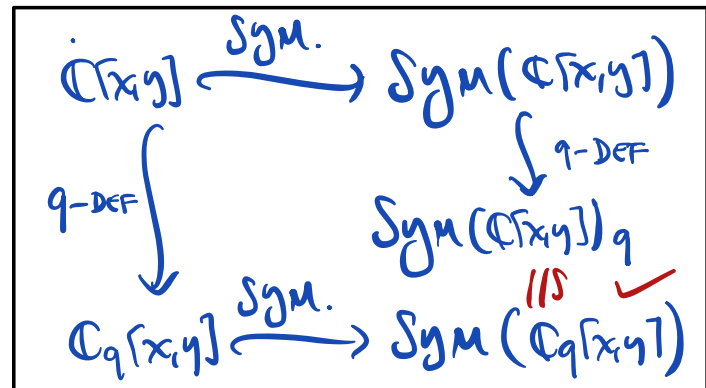 Sym.
ℂ[x,y] → Sym(ℂ[x,y])
q-DEF
q-DEF
Sym(ℂ[x,y])q
≅ ✓
Sym.
ℂq[x,y] → Sym(ℂq[x,y])